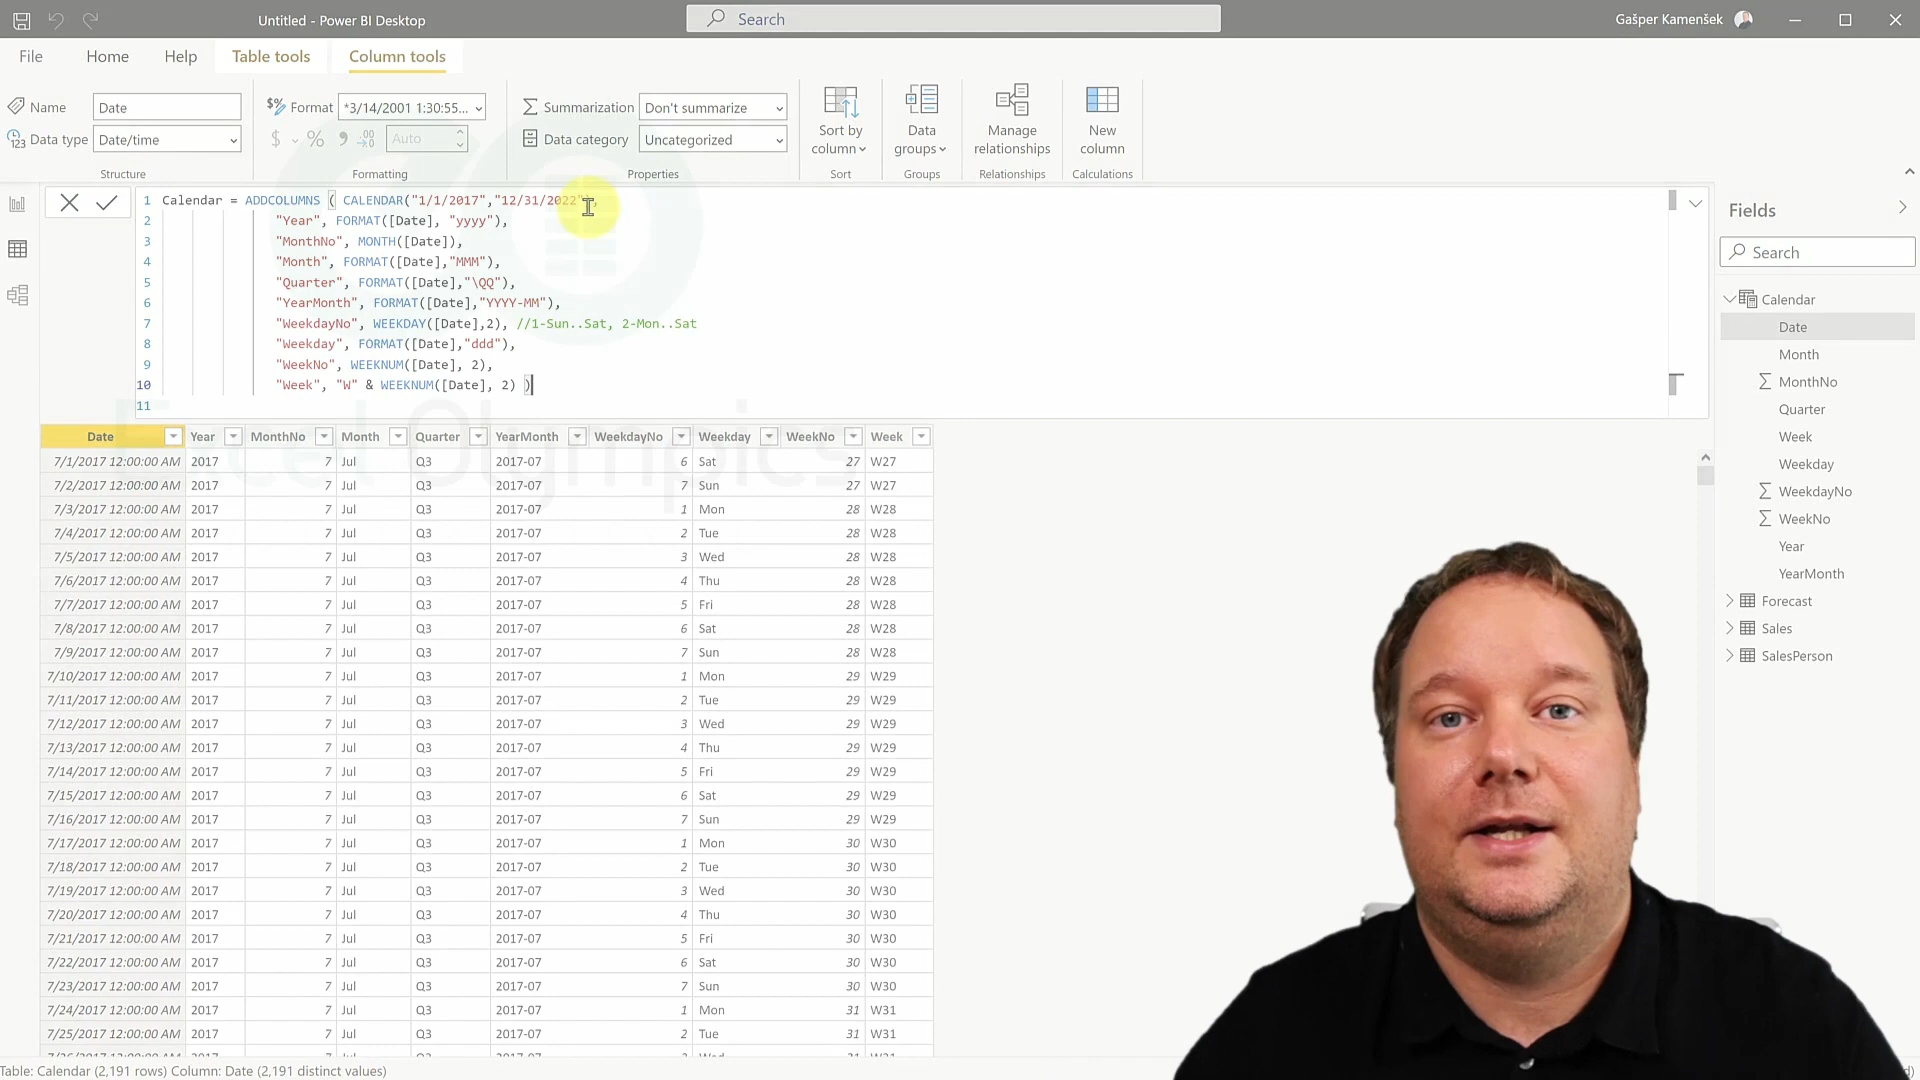 Untitled - Power BI Desktop
Search
Gašper Kamenšek
File
Home
Help
Table tools
Column tools
Name
Date
Data type
Date/time
Structure
$% Format
*3/14/2001 1:30:55...
$ % 9 .00
Auto
Formatting
Summarization
Don't summarize
Data category
Uncategorized
Properties
Sort by column
Sort
Data groups
Groups
Manage relationships
Relationships
New column
Calculations
1 Calendar = ADDCOLUMNS ( CALENDAR("1/1/2017","12/31/2022"),
2 "Year", FORMAT([Date], "yyyy"),
3 "MonthNo", MONTH([Date]),
4 "Month", FORMAT([Date],"MMM"),
5 "Quarter", FORMAT([Date],"\QQ"),
6 "YearMonth", FORMAT([Date],"YYYY-MM"),
7 "WeekdayNo", WEEKDAY([Date],2), //1-Sun..Sat, 2-Mon..Sat
8 "Weekday", FORMAT([Date],"ddd"),
9 "WeekNo", WEEKNUM([Date], 2),
10 "Week", "W" & WEEKNUM([Date], 2) )
11
Excel Olympics
Date Year MonthNo Month Quarter YearMonth WeekdayNo Weekday WeekNo Week
7/1/2017 12:00:00 AM 2017 7 Jul Q3 2017-07 6 Sat 27 W27
7/2/2017 12:00:00 AM 2017 7 Jul Q3 2017-07 7 Sun 27 W27
7/3/2017 12:00:00 AM 2017 7 Jul Q3 2017-07 1 Mon 28 W28
7/4/2017 12:00:00 AM 2017 7 Jul Q3 2017-07 2 Tue 28 W28
7/5/2017 12:00:00 AM 2017 7 Jul Q3 2017-07 3 Wed 28 W28
7/6/2017 12:00:00 AM 2017 7 Jul Q3 2017-07 4 Thu 28 W28
7/7/2017 12:00:00 AM 2017 7 Jul Q3 2017-07 5 Fri 28 W28
7/8/2017 12:00:00 AM 2017 7 Jul Q3 2017-07 6 Sat 28 W28
7/9/2017 12:00:00 AM 2017 7 Jul Q3 2017-07 7 Sun 28 W28
7/10/2017 12:00:00 AM 2017 7 Jul Q3 2017-07 1 Mon 29 W29
7/11/2017 12:00:00 AM 2017 7 Jul Q3 2017-07 2 Tue 29 W29
7/12/2017 12:00:00 AM 2017 7 Jul Q3 2017-07 3 Wed 29 W29
7/13/2017 12:00:00 AM 2017 7 Jul Q3 2017-07 4 Thu 29 W29
7/14/2017 12:00:00 AM 2017 7 Jul Q3 2017-07 5 Fri 29 W29
7/15/2017 12:00:00 AM 2017 7 Jul Q3 2017-07 6 Sat 29 W29
7/16/2017 12:00:00 AM 2017 7 Jul Q3 2017-07 7 Sun 29 W29
7/17/2017 12:00:00 AM 2017 7 Jul Q3 2017-07 1 Mon 30 W30
7/18/2017 12:00:00 AM 2017 7 Jul Q3 2017-07 2 Tue 30 W30
7/19/2017 12:00:00 AM 2017 7 Jul Q3 2017-07 3 Wed 30 W30
7/20/2017 12:00:00 AM 2017 7 Jul Q3 2017-07 4 Thu 30 W30
7/21/2017 12:00:00 AM 2017 7 Jul Q3 2017-07 5 Fri 30 W30
7/22/2017 12:00:00 AM 2017 7 Jul Q3 2017-07 6 Sat 30 W30
7/23/2017 12:00:00 AM 2017 7 Jul Q3 2017-07 7 Sun 30 W30
7/24/2017 12:00:00 AM 2017 7 Jul Q3 2017-07 1 Mon 31 W31
7/25/2017 12:00:00 AM 2017 7 Jul Q3 2017-07 2 Tue 31 W31
Table: Calendar (2,191 rows) Column: Date (2,191 distinct values)
Fields
Search
Calendar
Date
Month
MonthNo
Quarter
Week
Weekday
WeekdayNo
WeekNo
Year
YearMonth
Forecast
Sales
SalesPerson